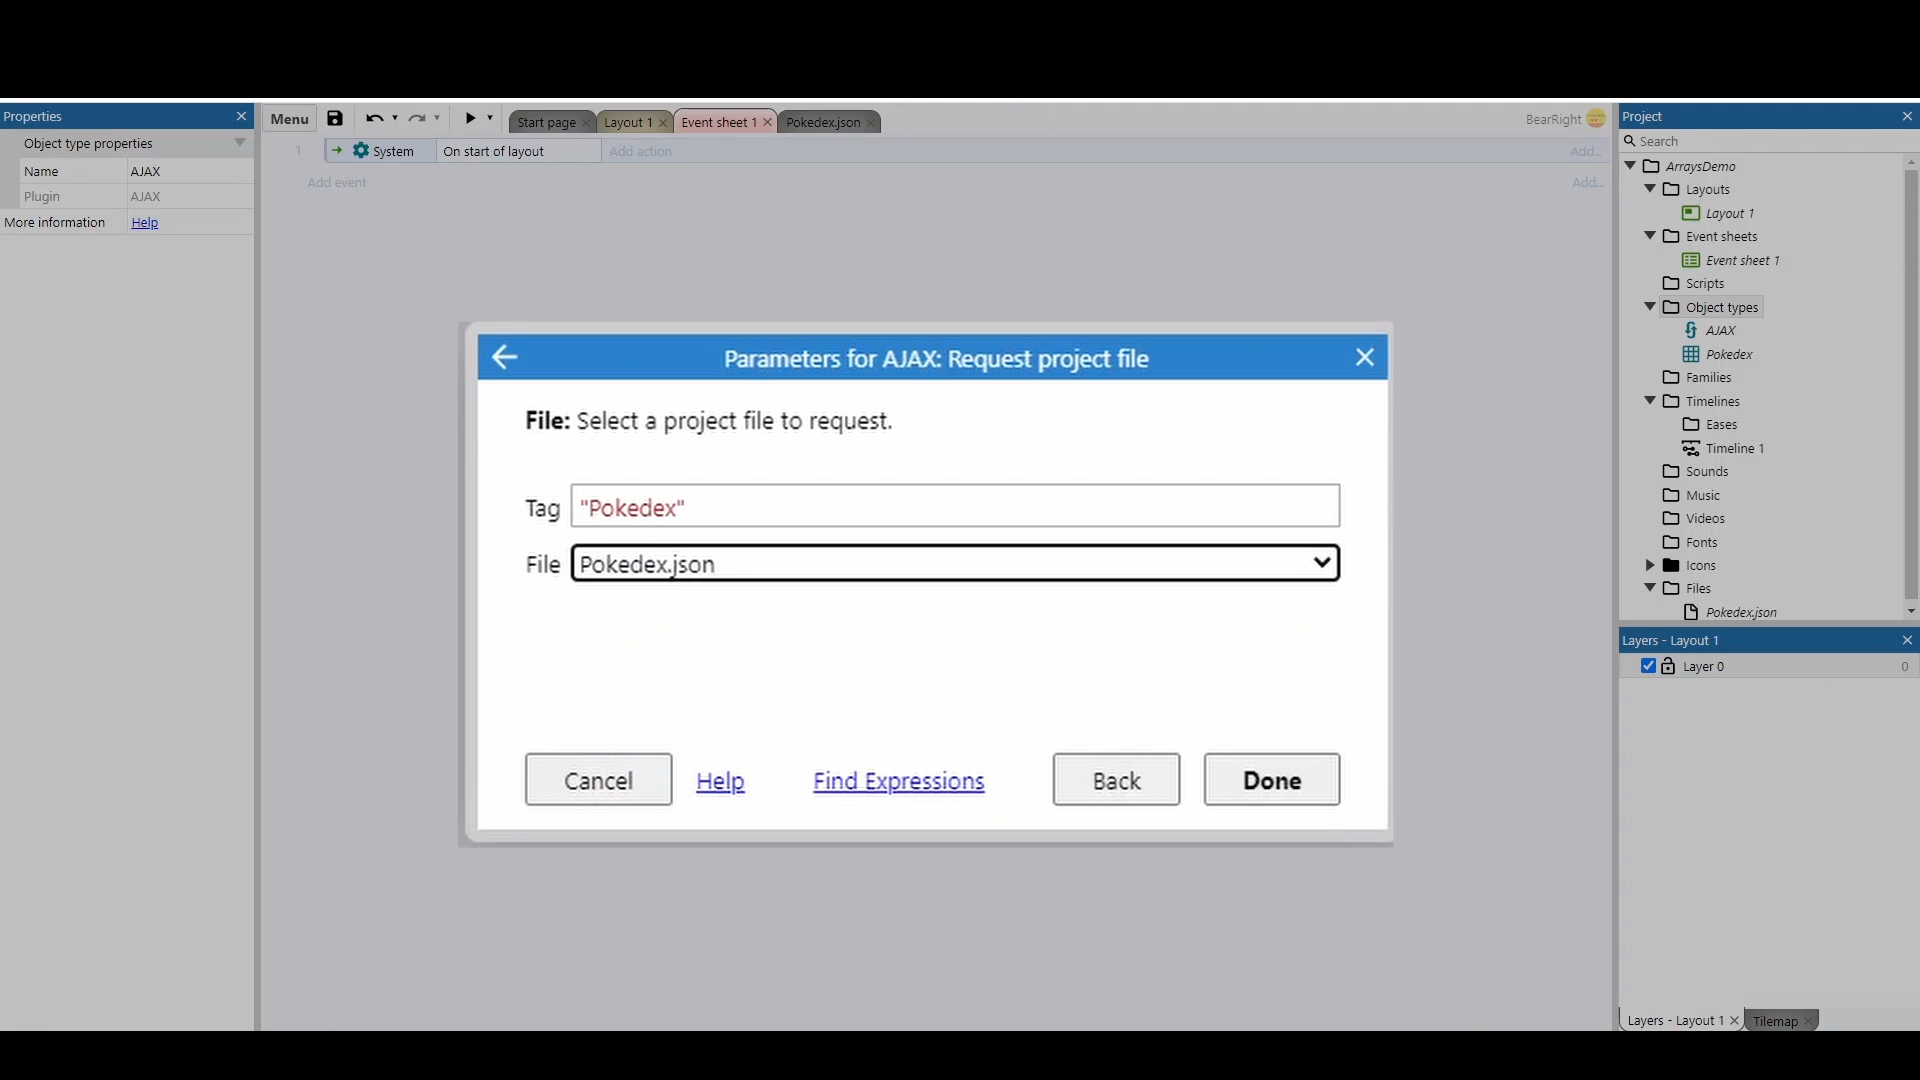 Properties
Object type properties
Name AJAX
Plugin AJAX
More information Help
Menu
Start page
Layout 1
Event sheet 1
Pokedex.json
BearRight
1 System On start of layout Add action Add...
Add event Add...
Parameters for AJAX: Request project file
File: Select a project file to request.
Tag "Pokedex"
File Pokedex.json
Cancel Help Find Expressions Back Done
Project
Search
ArraysDemo
Layouts
Layout 1
Event sheets
Event sheet 1
Scripts
Object types
AJAX
Pokedex
Families
Timelines
Eases
Timeline 1
Sounds
Music
Videos
Fonts
Icons
Files
Pokedex.json
Layers - Layout 1
Layer 0 0
Layers - Layout 1 Tilemap